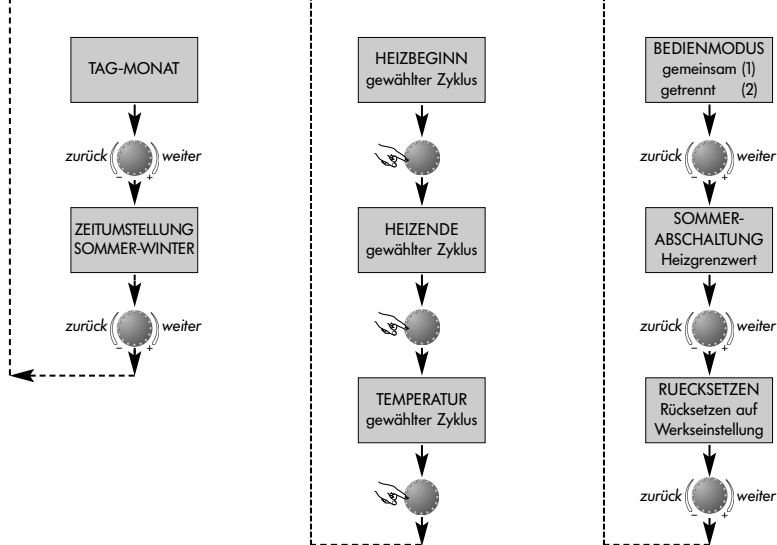 TAG-MONAT
zurück weiter
– +
ZEITUMSTELLUNG
SOMMER-WINTER
zurück weiter
– +
HEIZBEGINN
gewählter Zyklus
HEIZENDE
gewählter Zyklus
TEMPERATUR
gewählter Zyklus
BEDIENMODUS
gemeinsam (1)
getrennt (2)
zurück weiter
– +
SOMMER-
ABSCHALTUNG
Heizgrenzwert
zurück weiter
– +
RUECKSETZEN
Rücksetzen auf
Werkseinstellung
zurück weiter
– +